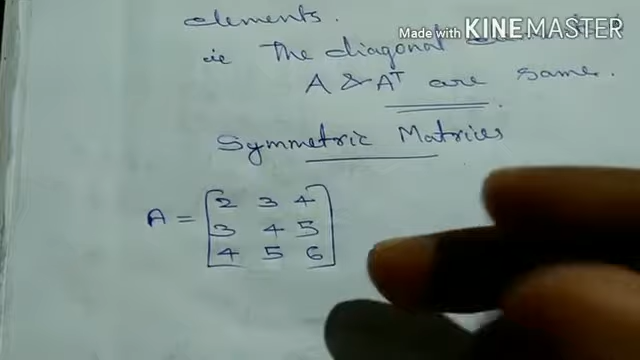 elements.
Made with KINEMASTER
ie The diagonal
A & Aᵀ are same.
Symmetric Matrices
A = [2 3 4
3 4 5
4 5 6]